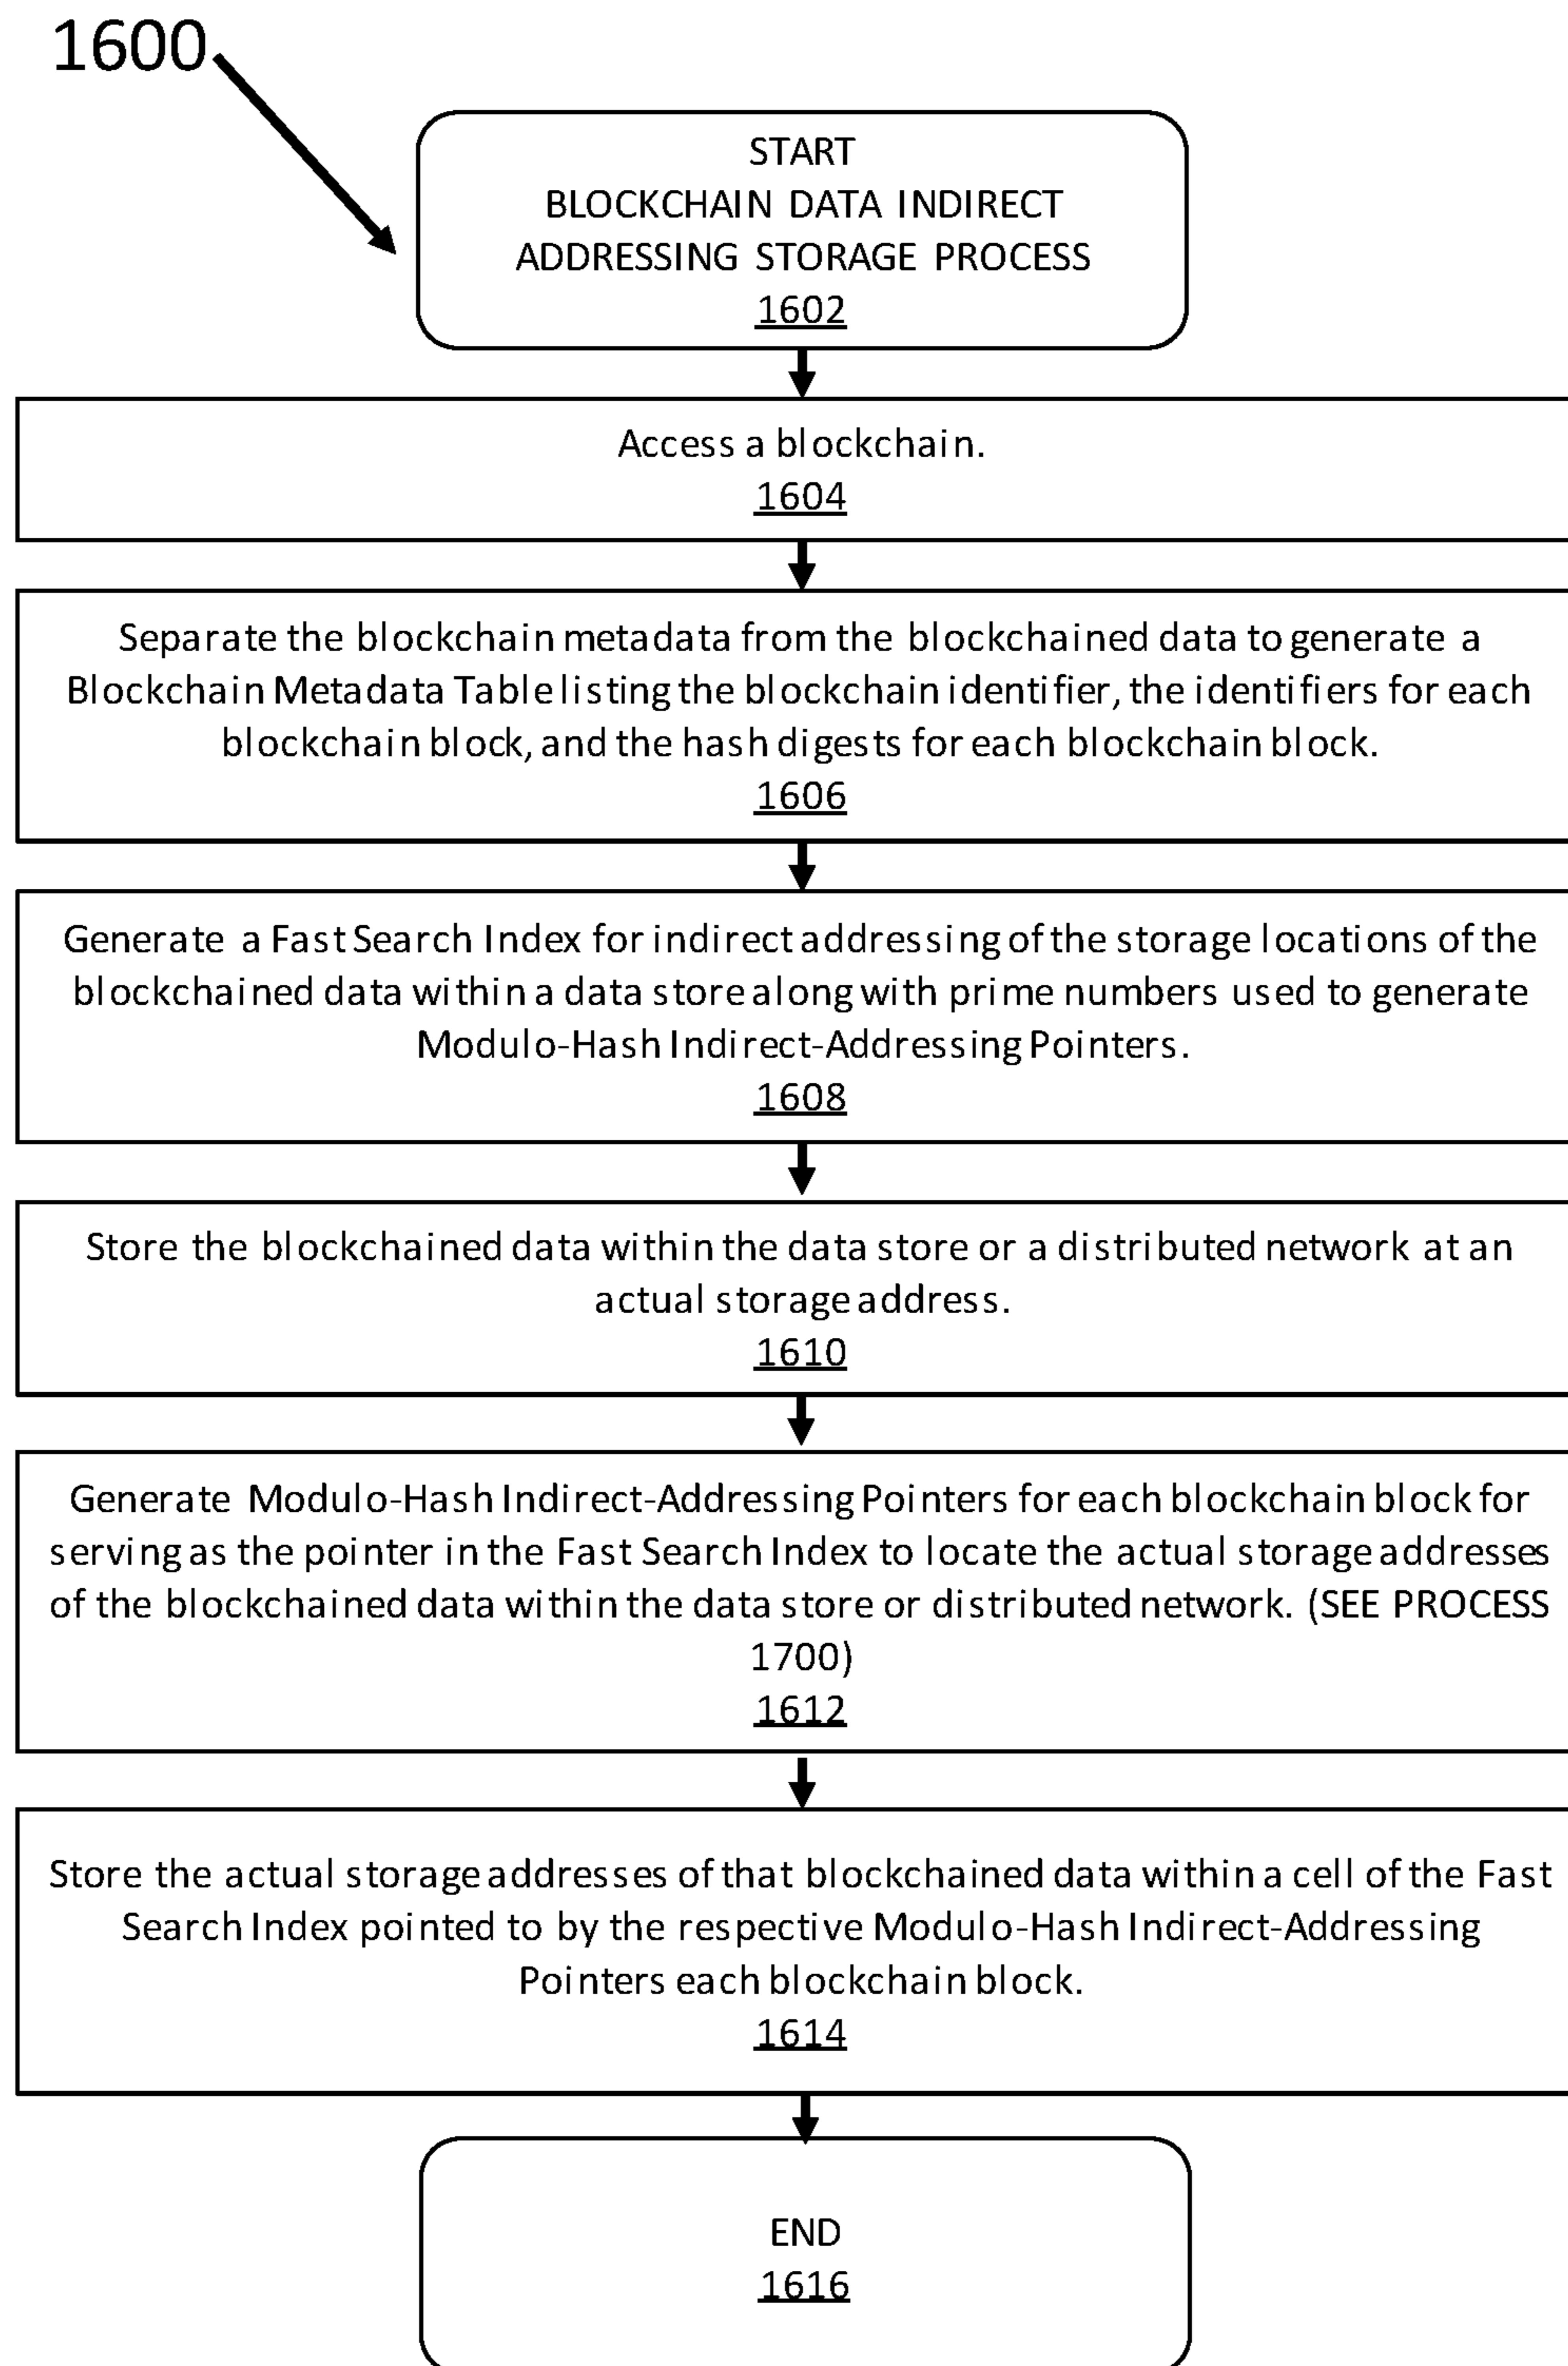 1600
START
BLOCKCHAIN DATA INDIRECT
ADDRESSING STORAGE PROCESS
1602
Access a blockchain.
1604
Separate the blockchain metadata from the blockchained data to generate a
Blockchain Metadata Table listing the blockchain identifier, the identifiers for each
blockchain block, and the hash digests for each blockchain block.
1606
Generate a Fast Search Index for indirect addressing of the storage locations of the
blockchained data within a data store along with prime numbers used to generate
Modulo-Hash Indirect-Addressing Pointers.
1608
Store the blockchained data within the data store or a distributed network at an
actual storage address.
1610
Generate Modulo-Hash Indirect-Addressing Pointers for each blockchain block for
serving as the pointer in the Fast Search Index to locate the actual storage addresses
of the blockchained data within the data store or distributed network. (SEE PROCESS
1700)
1612
Store the actual storage addresses of that blockchained data within a cell of the Fast
Search Index pointed to by the respective Modulo-Hash Indirect-Addressing
Pointers each blockchain block.
1614
END
1616